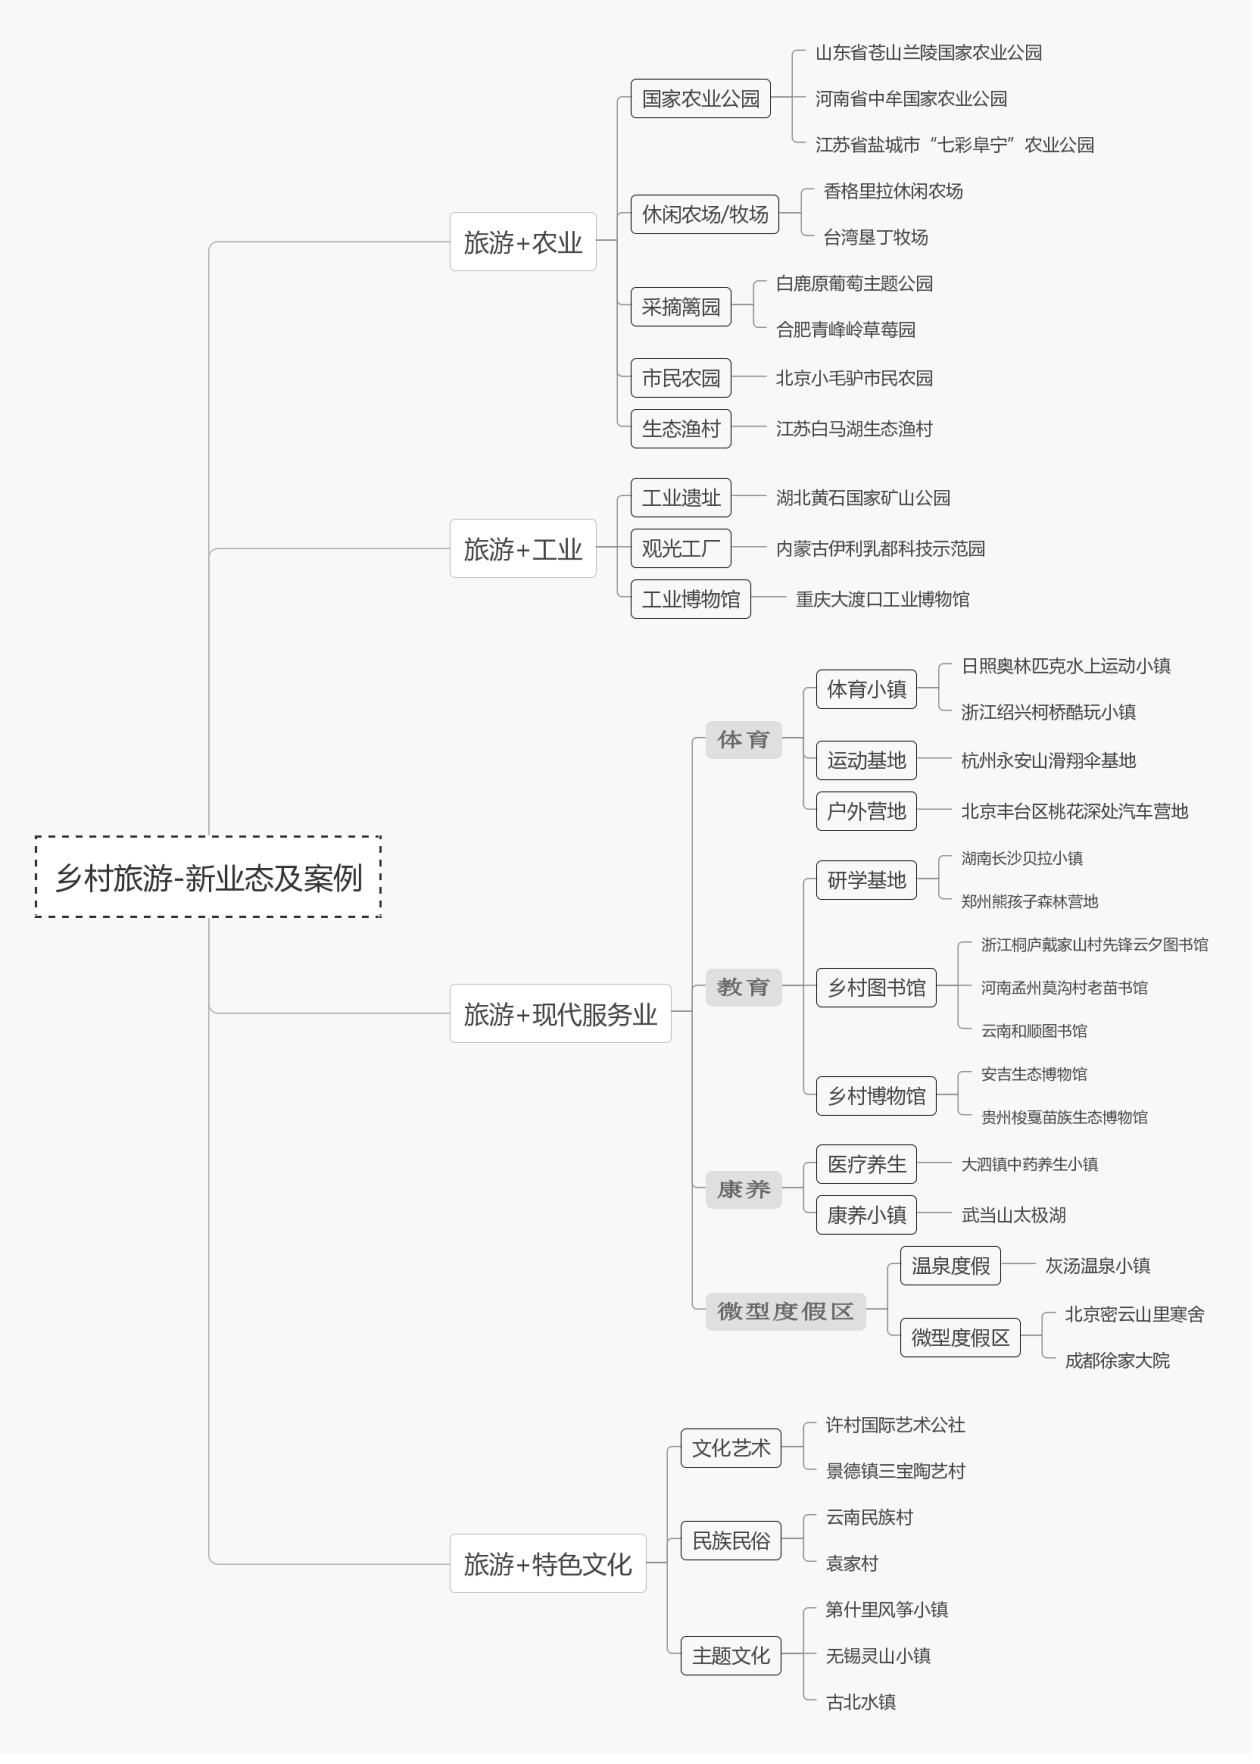 乡村旅游-新业态及案例
旅游+农业
国家农业公园
山东省苍山兰陵国家农业公园
河南省中牟国家农业公园
江苏省盐城市“七彩阜宁”农业公园
休闲农场/牧场
香格里拉休闲农场
台湾垦丁牧场
采摘篱园
白鹿原葡萄主题公园
合肥青峰岭草莓园
市民农园
北京小毛驴市民农园
生态渔村
江苏白马湖生态渔村
旅游+工业
工业遗址
湖北黄石国家矿山公园
观光工厂
内蒙古伊利乳都科技示范园
工业博物馆
重庆大渡口工业博物馆
旅游+现代服务业
体育
体育小镇
日照奥林匹克水上运动小镇
浙江绍兴柯桥酷玩小镇
运动基地
杭州永安山滑翔伞基地
户外营地
北京丰台区桃花深处汽车营地
教育
研学基地
湖南长沙贝拉小镇
郑州熊孩子森林营地
乡村图书馆
浙江桐庐戴家山村先锋云夕图书馆
河南孟州莫沟村老苗书馆
云南和顺图书馆
乡村博物馆
安吉生态博物馆
贵州梭戛苗族生态博物馆
康养
医疗养生
大泗镇中药养生小镇
康养小镇
武当山太极湖
微型度假区
温泉度假
灰汤温泉小镇
微型度假区
北京密云山里寒舍
成都徐家大院
旅游+特色文化
文化艺术
许村国际艺术公社
景德镇三宝陶艺村
民族民俗
云南民族村
袁家村
主题文化
第什里风筝小镇
无锡灵山小镇
古北水镇